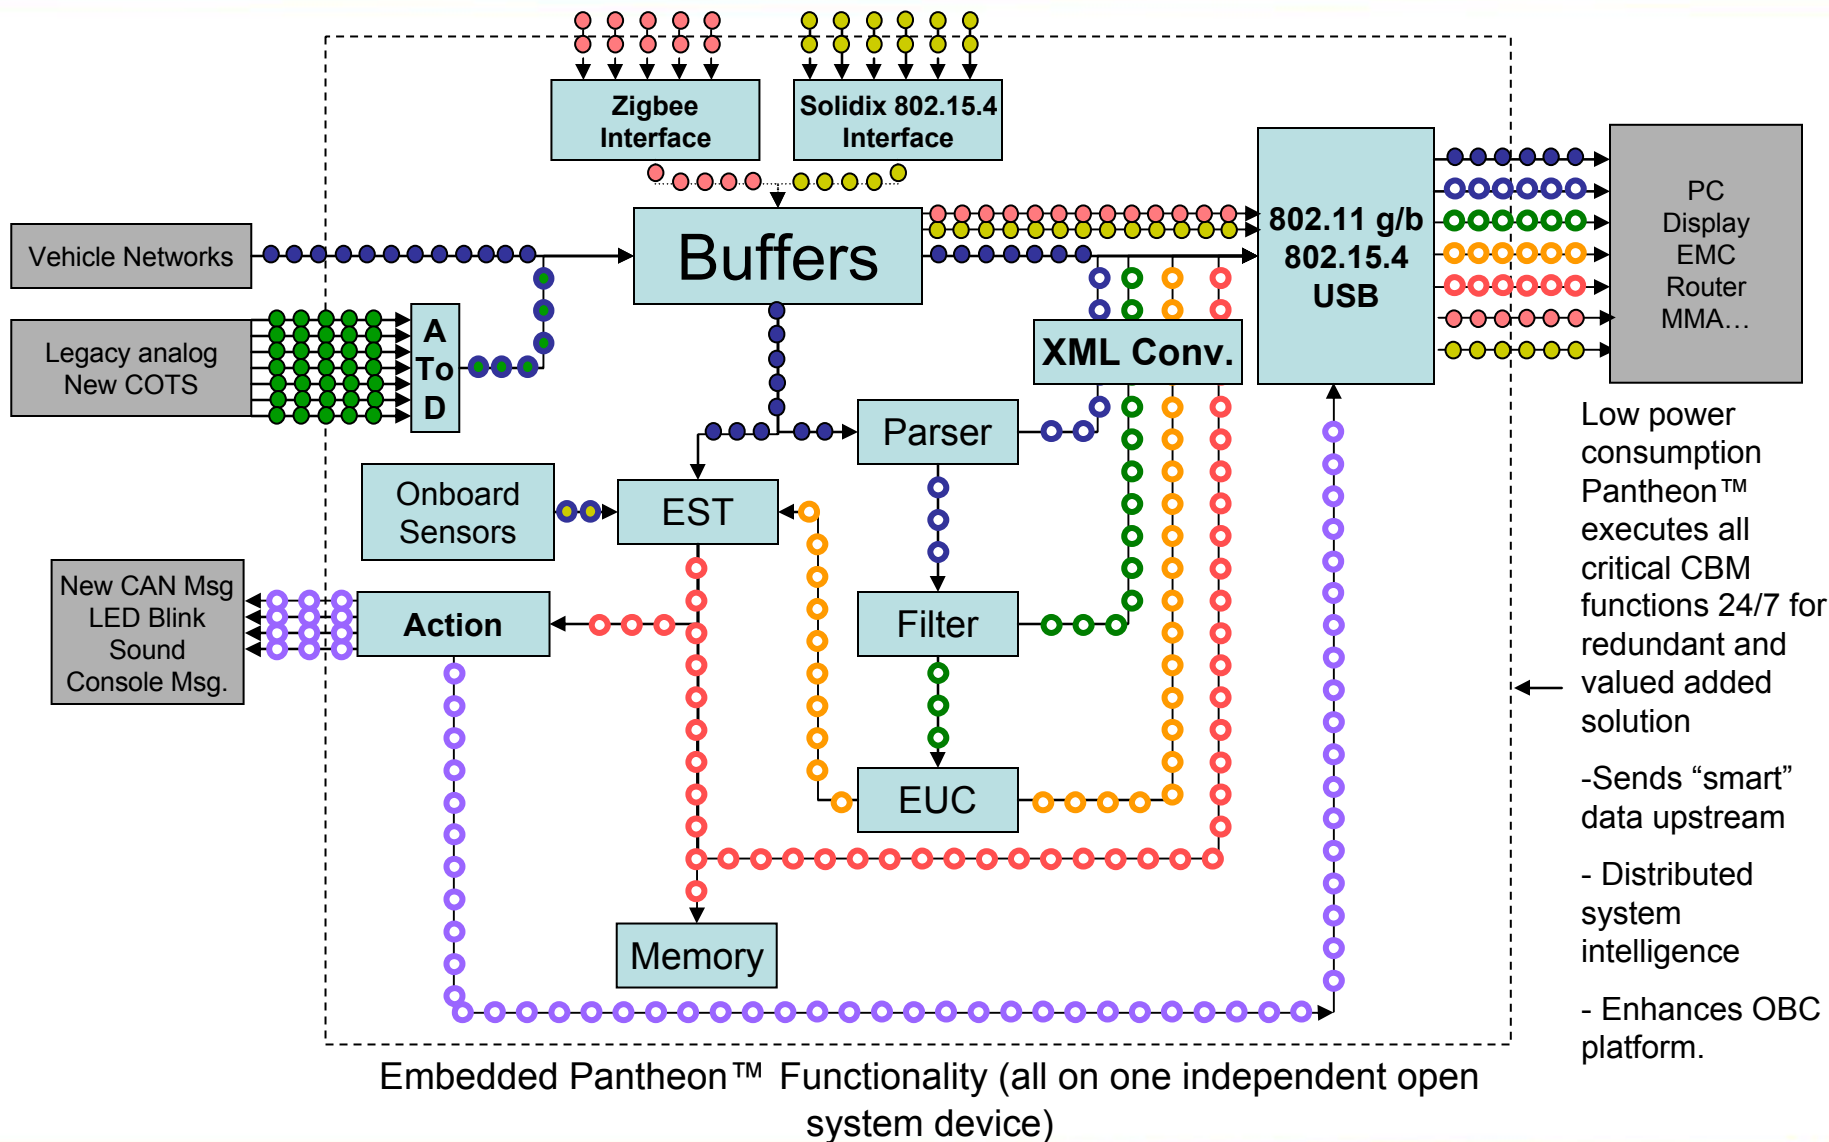 Zigbee
Interface
Solidix 802.15.4
Interface
Vehicle Networks
Buffers
802.11 g/b
802.15.4
USB
PC
Display
EMC
Router
MMA…
Legacy analog
New COTS
A
To
D
XML Conv.
Parser
Onboard
Sensors
EST
New CAN Msg
LED Blink
Sound
Console Msg.
Action
Filter
EUC
Memory
Low power
consumption
Pantheon™
executes all
critical CBM
functions 24/7 for
redundant and
valued added
solution
-Sends “smart”
data upstream
- Distributed
system
intelligence
- Enhances OBC
platform.
Embedded Pantheon™ Functionality (all on one independent open
system device)